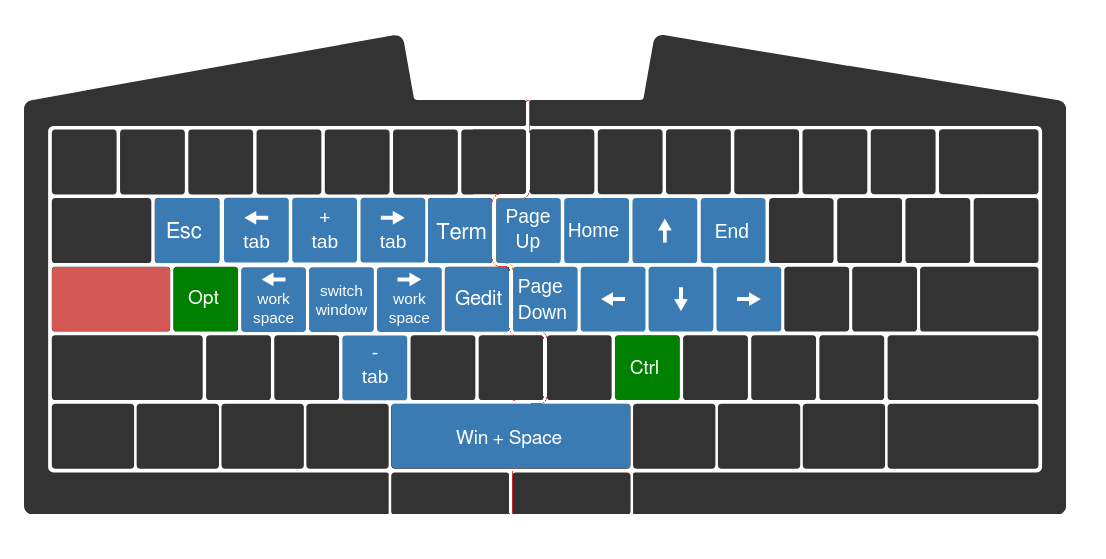 Esc
←
tab
+
tab
→
tab
Term
Page
Up
Home
↑
End
Opt
←
work
space
switch
window
→
work
space
Gedit
Page
Down
←
↓
→
-
tab
Ctrl
Win + Space